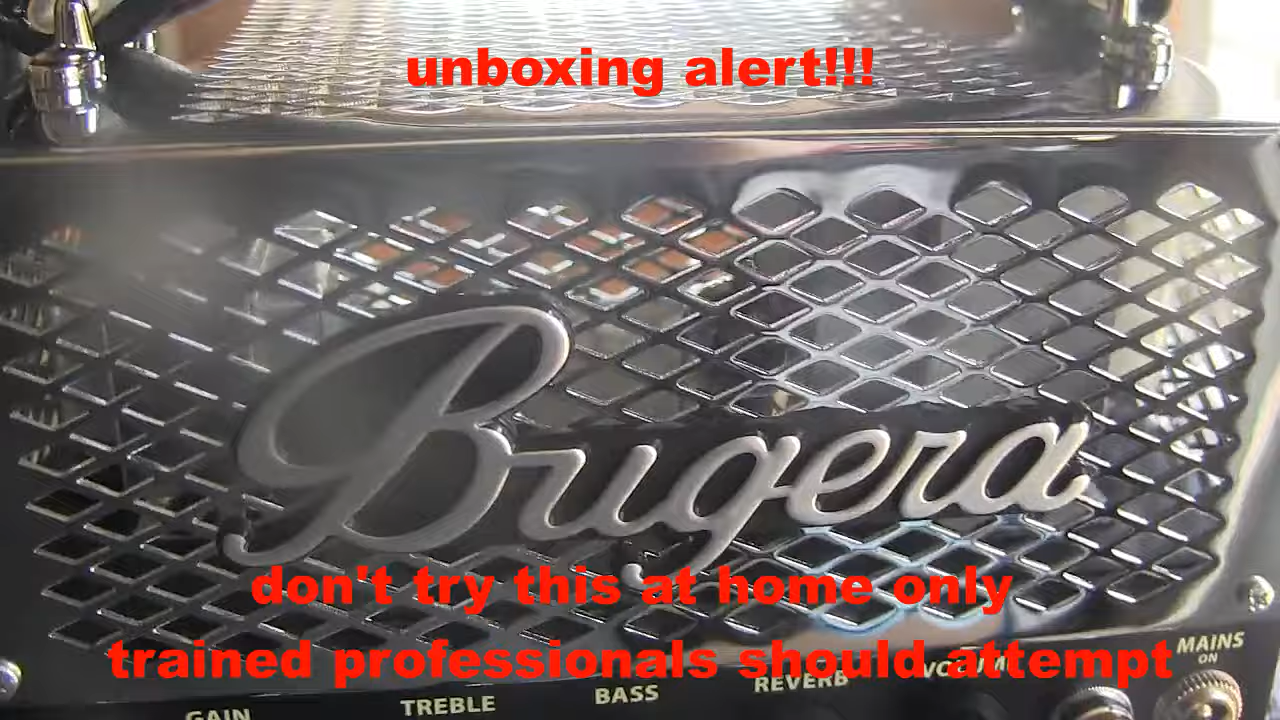 unboxing alert!!!
Bugera
don't try this at home only
trained professionals should attempt
MAINS
ON
GAIN TREBLE BASS REVERB VOLUME